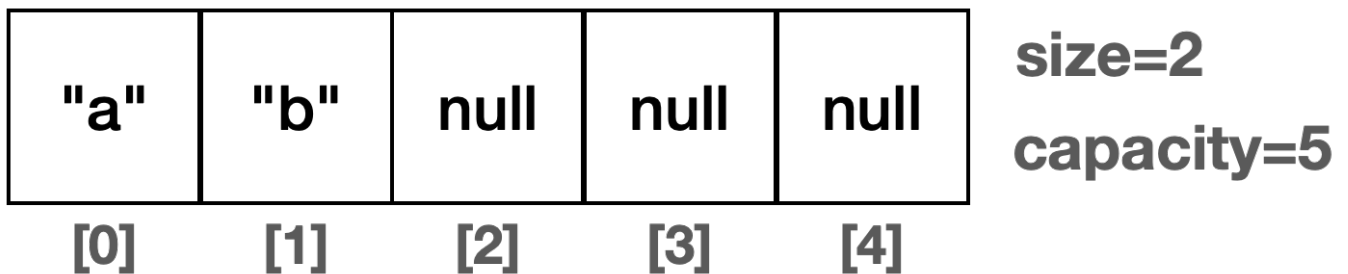 "a" "b" null null null
size=2
capacity=5
[0] [1] [2] [3] [4]